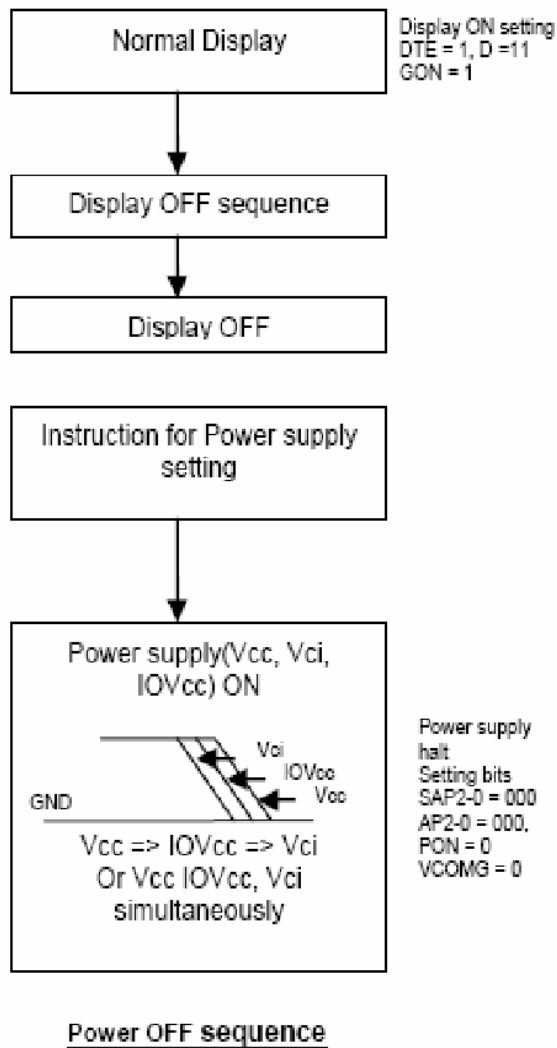 Normal Display
Display ON setting
DTE = 1, D =11
GON = 1
Display OFF sequence
Display OFF
Instruction for Power supply
setting
Power supply(Vcc, Vci,
IOVcc) ON
Vci
IOVcc
Vcc
GND
Vcc => IOVcc => Vci
Or Vcc IOVcc, Vci
simultaneously
Power supply
halt
Setting bits
SAP2-0 = 000
AP2-0 = 000,
PON = 0
VCOMG = 0
Power OFF sequence